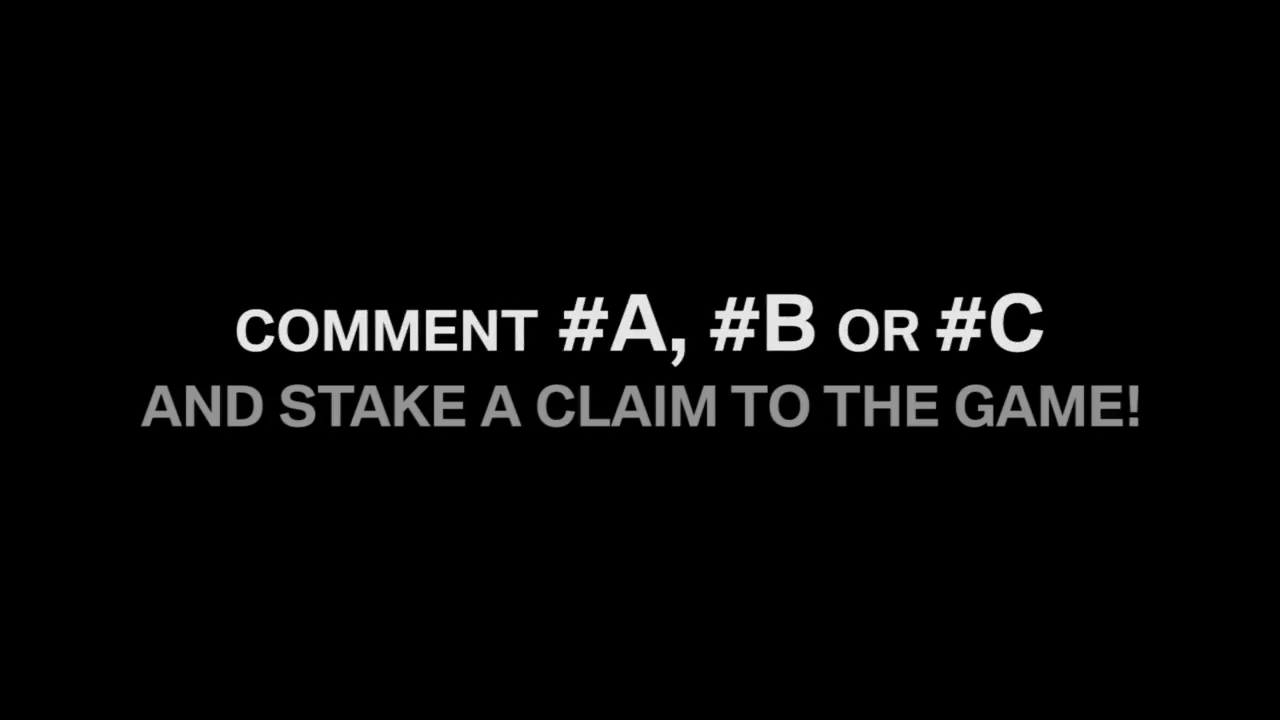 COMMENT #A, #B OR #C
AND STAKE A CLAIM TO THE GAME!